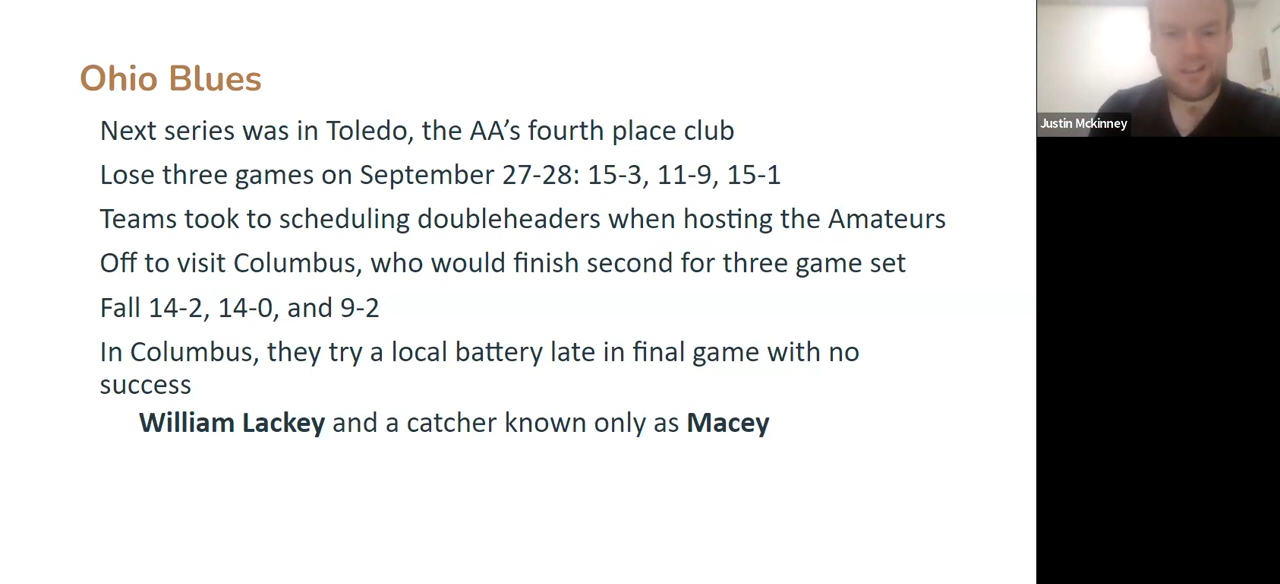 Ohio Blues
Next series was in Toledo, the AA's fourth place club
Lose three games on September 27-28: 15-3, 11-9, 15-1
Teams took to scheduling doubleheaders when hosting the Amateurs
Off to visit Columbus, who would finish second for three game set
Fall 14-2, 14-0, and 9-2
In Columbus, they try a local battery late in final game with no
success
William Lackey and a catcher known only as Macey
Justin Mckinney